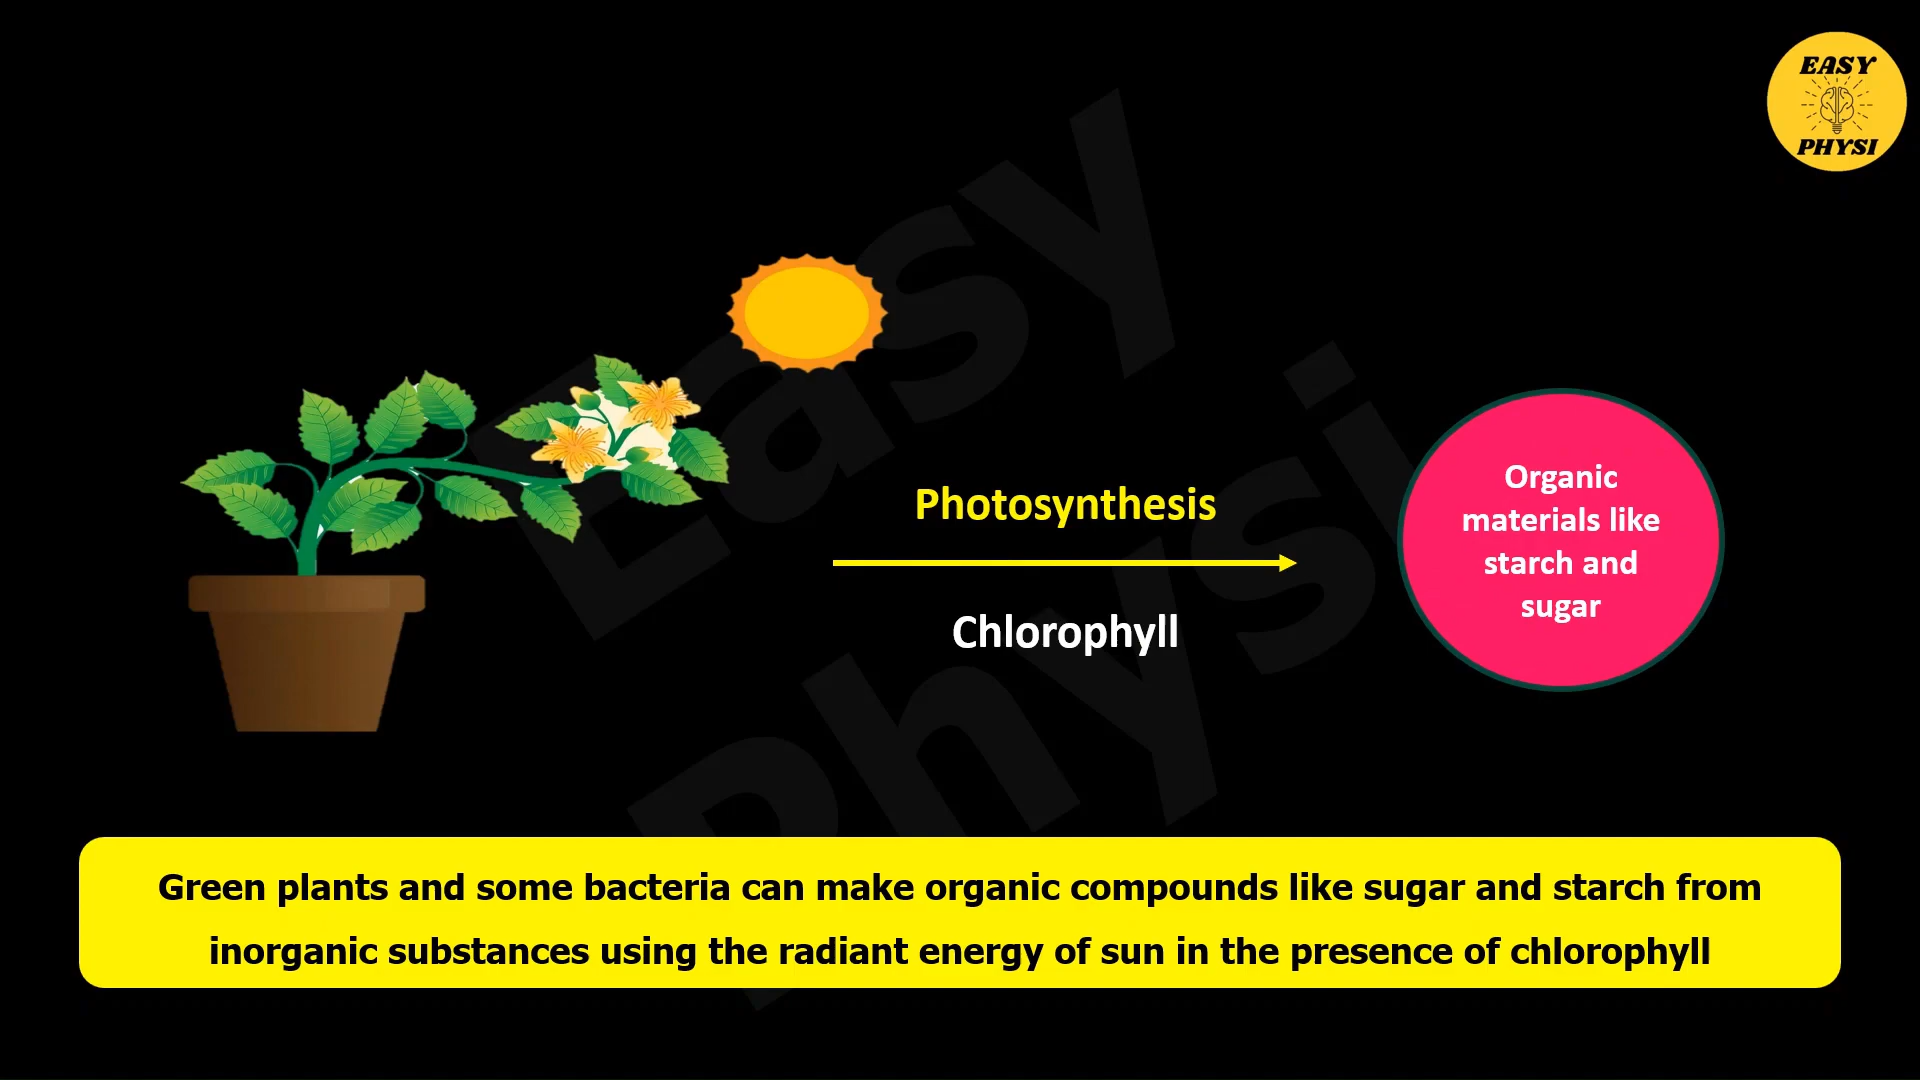 EASY
PHYSI
Easy
Physi
Photosynthesis
Chlorophyll
Organic
materials like
starch and
sugar
Green plants and some bacteria can make organic compounds like sugar and starch from
inorganic substances using the radiant energy of sun in the presence of chlorophyll